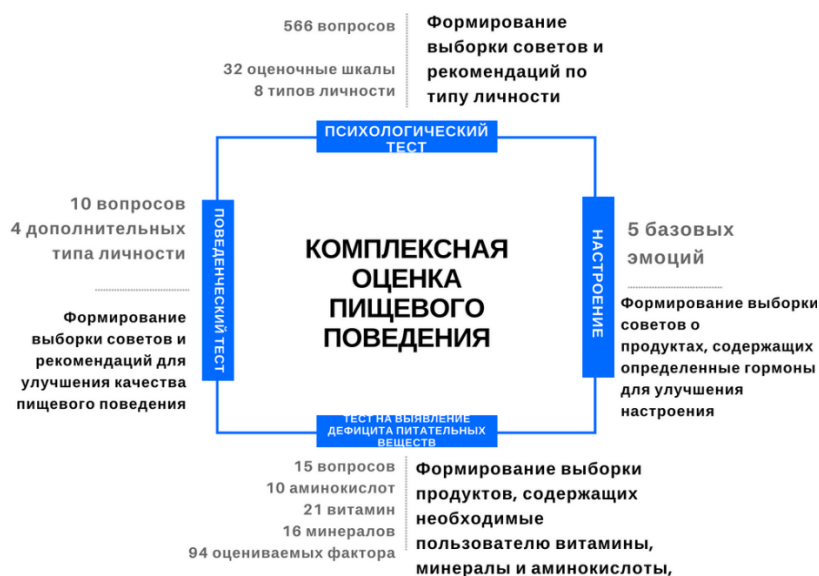 566 вопросов
32 оценочные шкалы
8 типов личности
Формирование
выборки советов и
рекомендаций по
типу личности
ПСИХОЛОГИЧЕСКИЙ
ТЕСТ
10 вопросов
4 дополнительных
типа личности
Формирование
выборки советов и
рекомендаций для
улучшения качества
пищевого поведения
ПОВЕДЕНЧЕСКИЙ ТЕСТ
КОМПЛЕКСНАЯ
ОЦЕНКА
ПИЩЕВОГО
ПОВЕДЕНИЯ
НАСТРОЕНИЕ
5 базовых
эмоций
Формирование выборки
советов о
продуктах, содержащих
определенные гормоны
для улучшения
настроения
ТЕСТ НА ВЫЯВЛЕНИЕ
ДЕФИЦИТА ПИТАТЕЛЬНЫХ
ВЕЩЕСТВ
15 вопросов
10 аминокислот
21 витамин
16 минералов
94 оцениваемых фактора
Формирование выборки
продуктов, содержащих
необходимые
пользователю витамины,
минералы и аминокислоты,